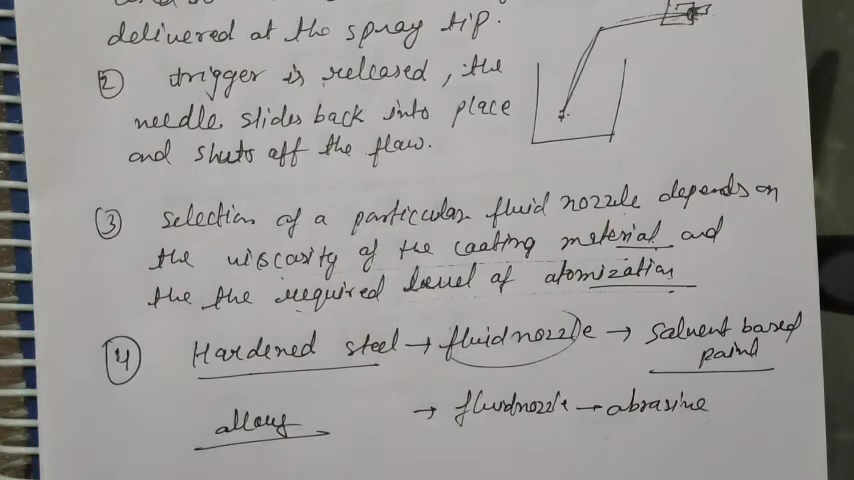 delivered at the spray tip.
② trigger is released, the
needle slides back into place
and shuts off the flow.
③ selection of a particular fluid nozzle depends on
the viscosity of the coating material and
the the required level of atomization
④ Hardened steel → fluid nozzle → Solvent based
paint
alloy → fluid nozzle → abrasive